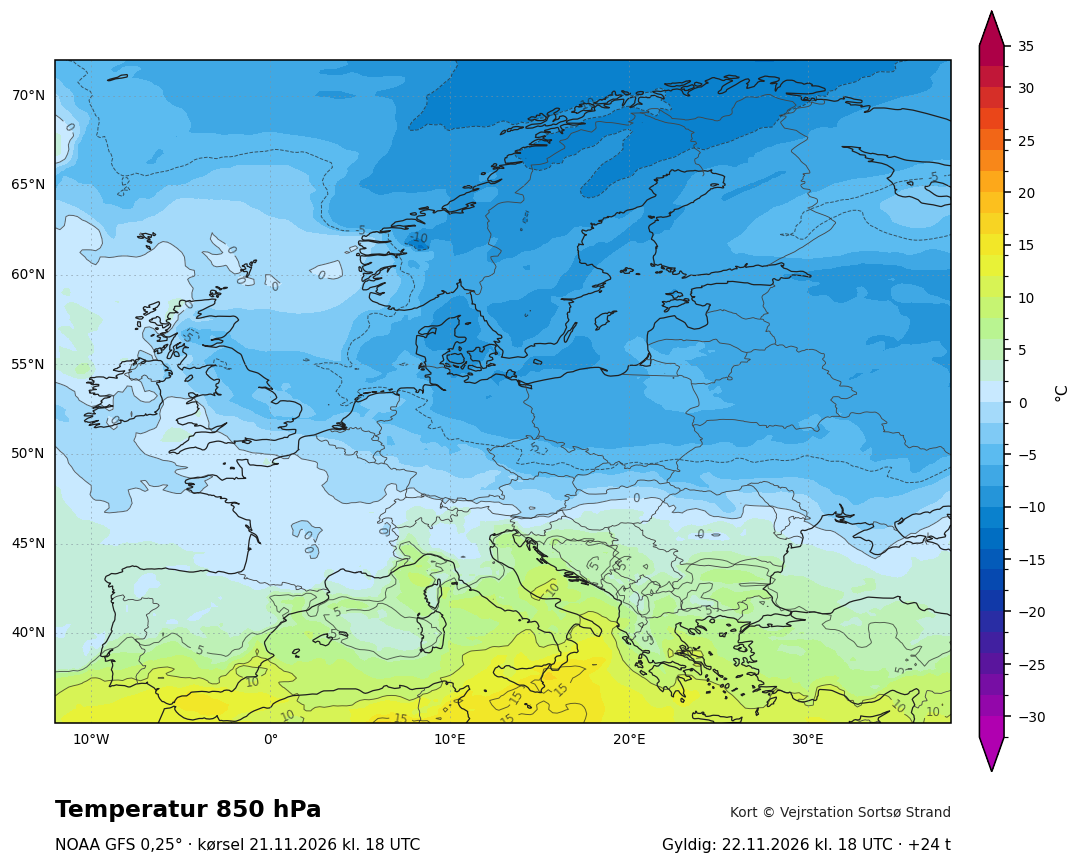 70°N
65°N
60°N
55°N
50°N
45°N
40°N
10°W
0°
10°E
20°E
30°E
35
30
25
20
15
10
5
0
−5
−10
−15
−20
−25
−30
°C
Temperatur 850 hPa
Kort © Vejrstation Sortsø Strand
NOAA GFS 0,25° · kørsel 21.11.2026 kl. 18 UTC
Gyldig: 22.11.2026 kl. 18 UTC · +24 t